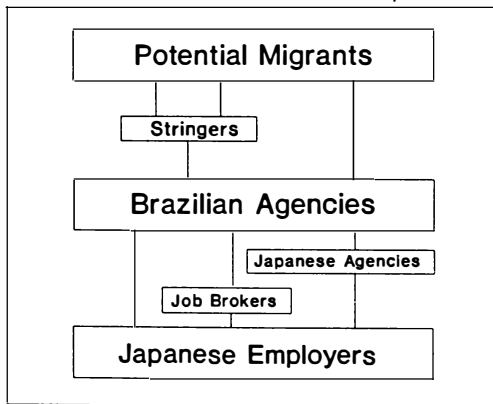 Potential Migrants
Stringers
Brazilian Agencies
Japanese Agencies
Job Brokers
Japanese Employers